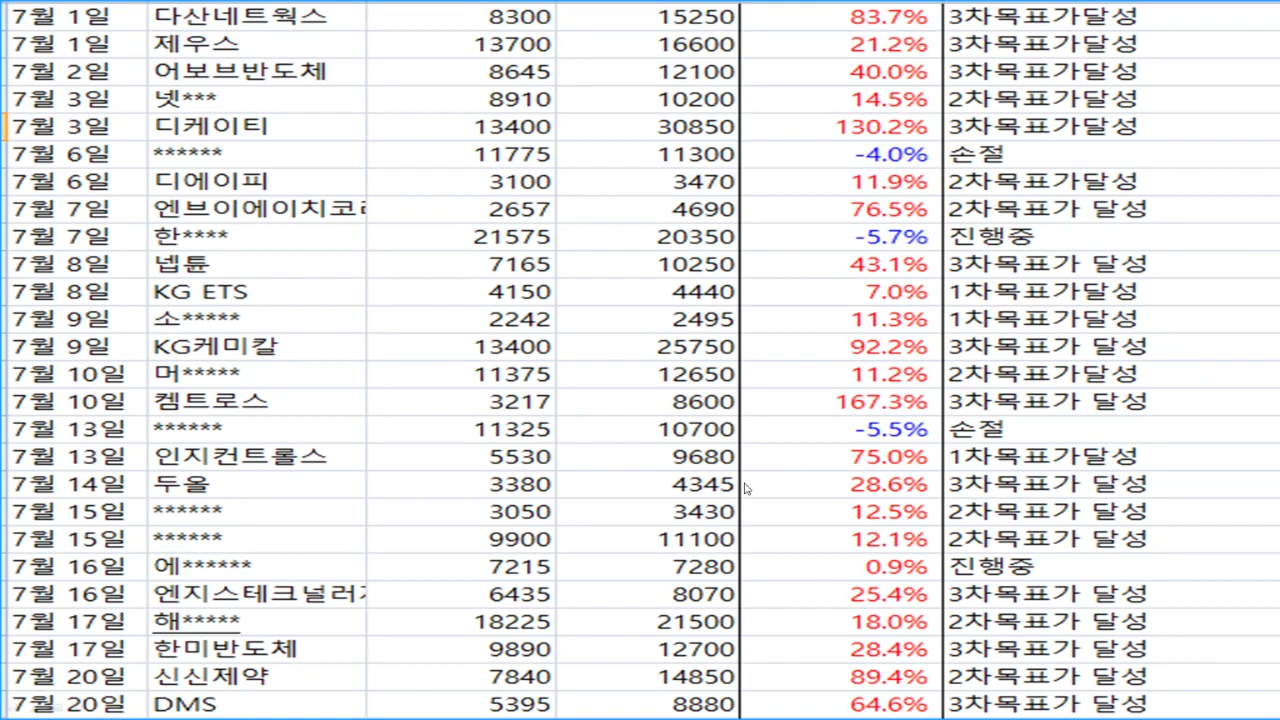 7월 1일 다산네트웍스 8300 15250 83.7% 3차목표가달성
7월 1일 제우스 13700 16600 21.2% 3차목표가달성
7월 2일 어보브반도체 8645 12100 40.0% 3차목표가달성
7월 3일 넷*** 8910 10200 14.5% 2차목표가달성
7월 3일 디케이티 13400 30850 130.2% 3차목표가달성
7월 6일 ****** 11775 11300 -4.0% 손절
7월 6일 디에이피 3100 3470 11.9% 2차목표가달성
7월 7일 엔브이에이치코 2657 4690 76.5% 2차목표가 달성
7월 7일 한**** 21575 20350 -5.7% 진행중
7월 8일 넵튠 7165 10250 43.1% 3차목표가 달성
7월 8일 KG ETS 4150 4440 7.0% 1차목표가달성
7월 9일 소***** 2242 2495 11.3% 1차목표가달성
7월 9일 KG케미칼 13400 25750 92.2% 3차목표가 달성
7월 10일 머***** 11375 12650 11.2% 2차목표가달성
7월 10일 켐트로스 3217 8600 167.3% 3차목표가 달성
7월 13일 ****** 11325 10700 -5.5% 손절
7월 13일 인지컨트롤스 5530 9680 75.0% 1차목표가달성
7월 14일 두올 3380 4345 28.6% 3차목표가 달성
7월 15일 ****** 3050 3430 12.5% 2차목표가 달성
7월 15일 ****** 9900 11100 12.1% 2차목표가 달성
7월 16일 에****** 7215 7280 0.9% 진행중
7월 16일 엔지스테크널러 6435 8070 25.4% 3차목표가 달성
7월 17일 해***** 18225 21500 18.0% 2차목표가 달성
7월 17일 한미반도체 9890 12700 28.4% 3차목표가 달성
7월 20일 신신제약 7840 14850 89.4% 2차목표가 달성
7월 20일 DMS 5395 8880 64.6% 3차목표가 달성